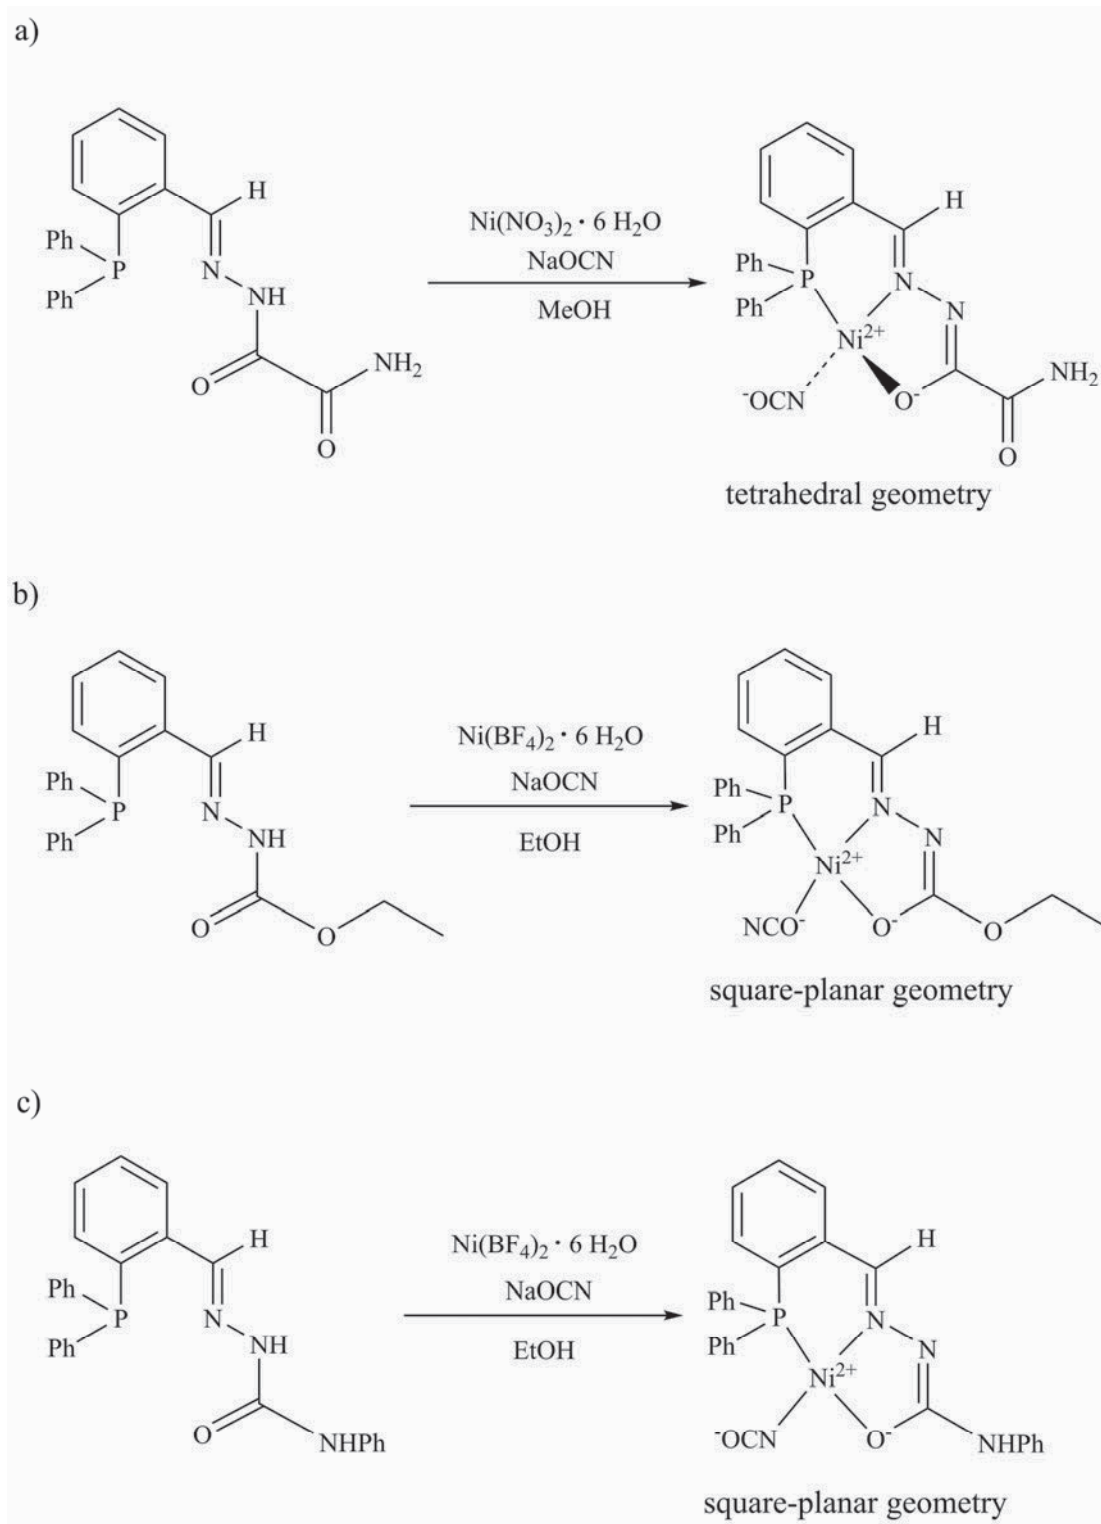 a)
H
Ph
P
N
Ph
NH
NH₂
O
O
Ni(NO₃)₂ · 6 H₂O
NaOCN
MeOH
H
Ph
P
N
N
Ph
Ni²⁺
⁻OCN
O⁻
NH₂
O
tetrahedral geometry
b)
H
Ph
P
N
Ph
NH
O
O
Ni(BF₄)₂ · 6 H₂O
NaOCN
EtOH
H
Ph
P
N
N
Ph
Ni²⁺
NCO⁻
O⁻
O
square-planar geometry
c)
H
Ph
P
N
Ph
NH
O
NHPh
Ni(BF₄)₂ · 6 H₂O
NaOCN
EtOH
H
Ph
P
N
N
Ph
Ni²⁺
⁻OCN
O⁻
NHPh
square-planar geometry